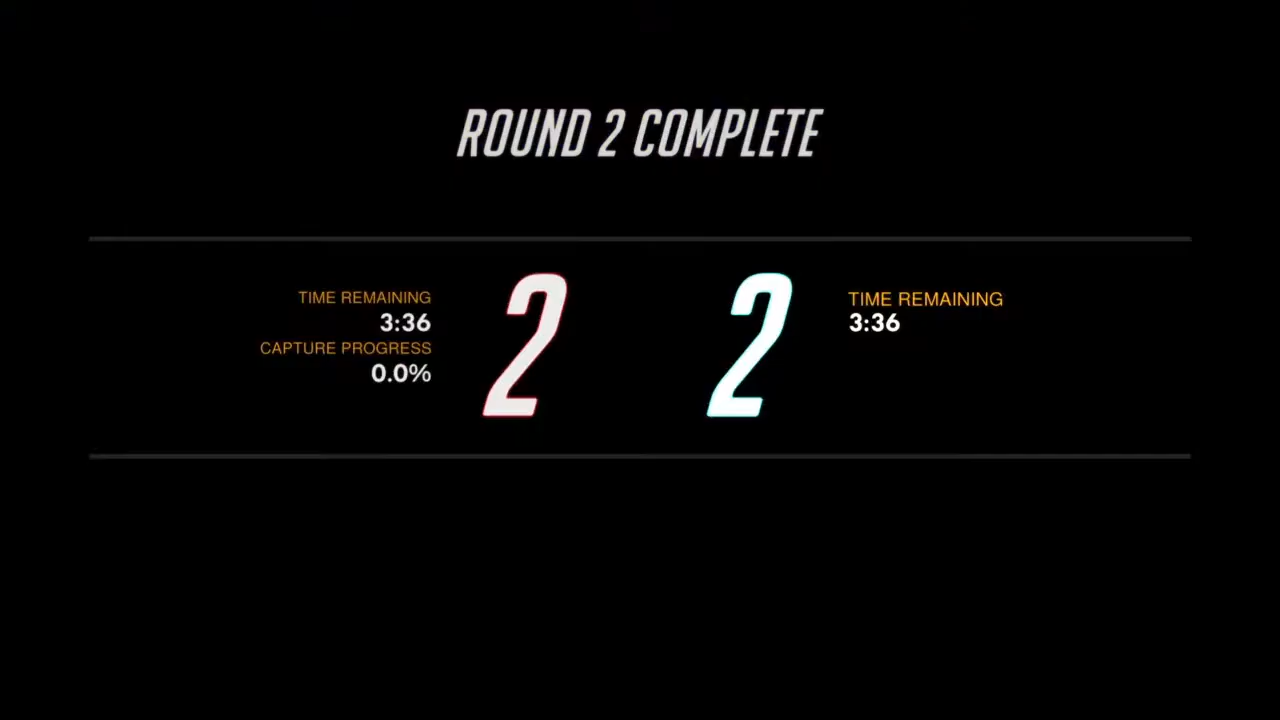 ROUND 2 COMPLETE
TIME REMAINING
3:36
CAPTURE PROGRESS
0.0%
2
2
TIME REMAINING
3:36